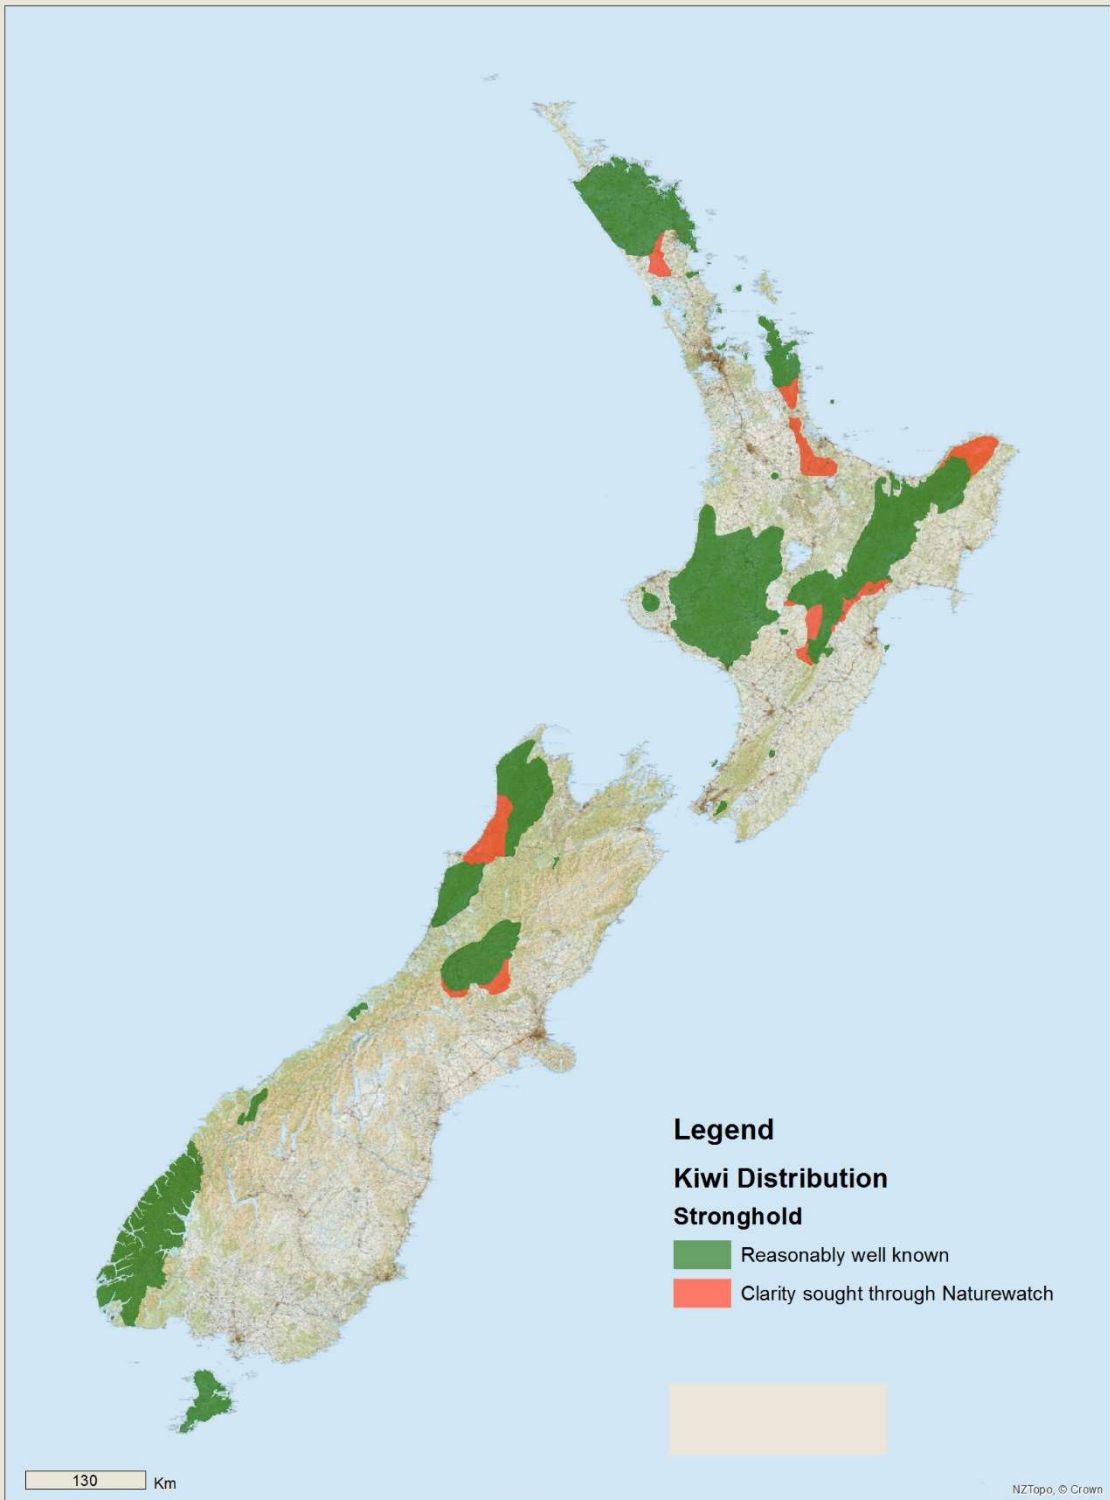 Legend
Kiwi Distribution
Stronghold
Reasonably well known
Clarity sought through Naturewatch
130 Km
NZTopo, © Crown